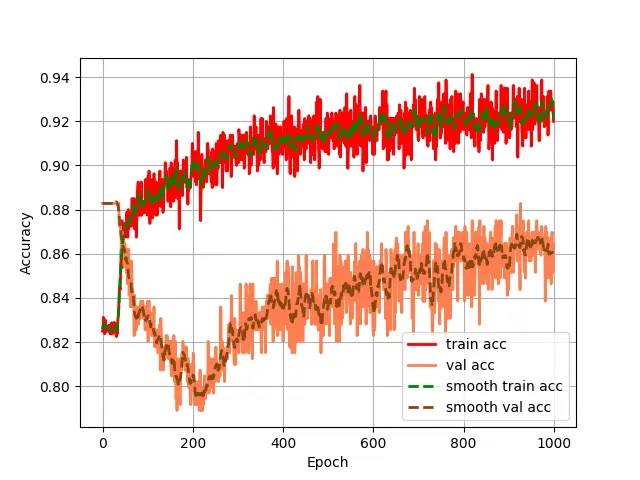 0.94
0.92
0.90
0.88
0.86
0.84
0.82
0.80
Accuracy
train acc
val acc
smooth train acc
smooth val acc
0 200 400 600 800 1000
Epoch